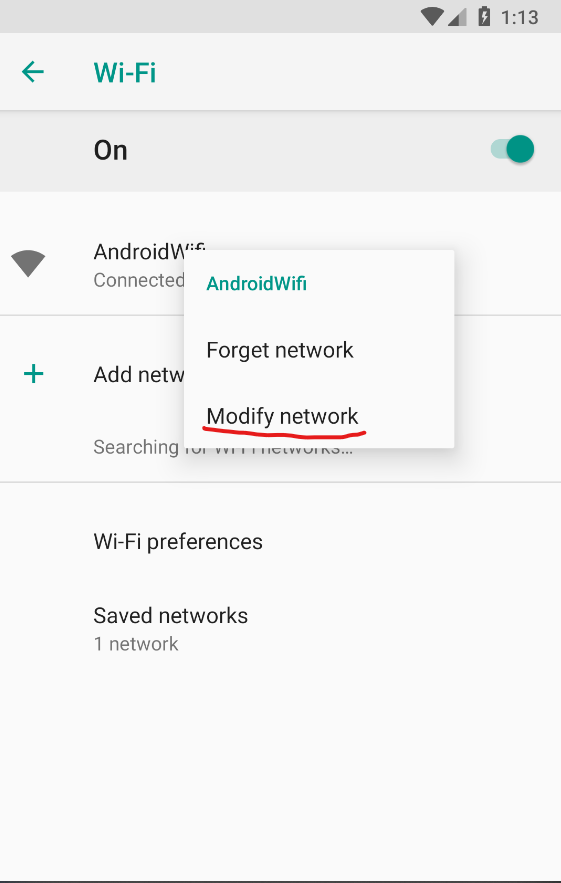 1:13
Wi-Fi
On
AndroidWifi
Connected
AndroidWifi
Forget network
Add netw
Modify network
Searching for Wi-Fi networks…
Wi-Fi preferences
Saved networks
1 network